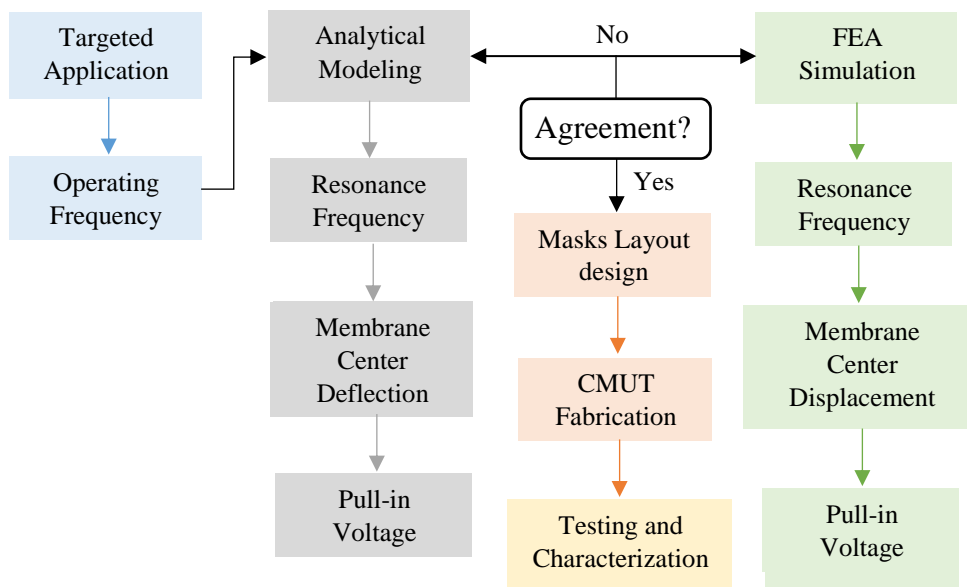 Targeted
Application
Operating
Frequency
Analytical
Modeling
Resonance
Frequency
Membrane
Center
Deflection
Pull-in
Voltage
No
Agreement?
Yes
Masks Layout
design
CMUT
Fabrication
Testing and
Characterization
FEA
Simulation
Resonance
Frequency
Membrane
Center
Displacement
Pull-in
Voltage